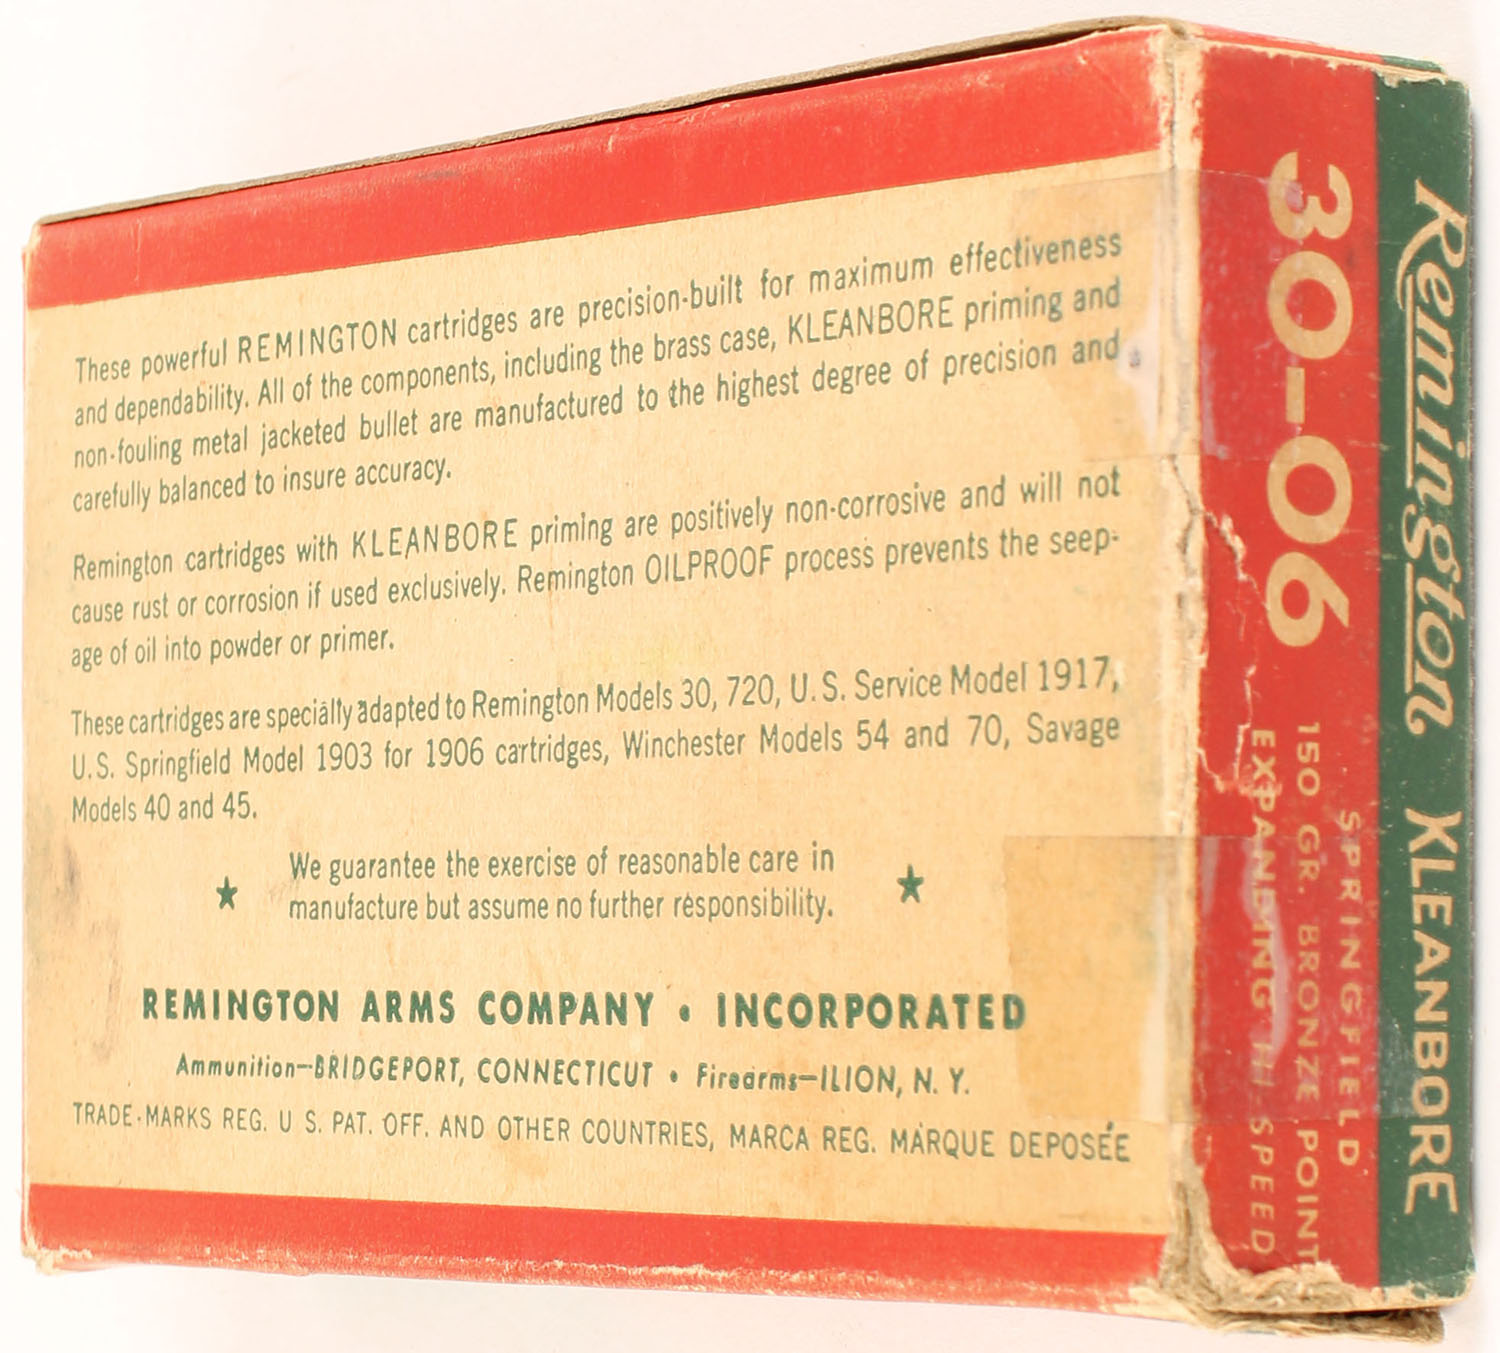 These powerful REMINGTON cartridges are precision-built for maximum effectiveness
and dependability. All of the components, including the brass case, KLEANBORE priming and
non-fouling metal jacketed bullet are manufactured to the highest degree of precision and
carefully balanced to insure accuracy.
Remington cartridges with KLEANBORE priming are positively non-corrosive and will not
cause rust or corrosion if used exclusively. Remington OILPROOF process prevents the seep-
age of oil into powder or primer.
These cartridges are specially adapted to Remington Models 30, 720, U.S. Service Model 1917,
U.S. Springfield Model 1903 for 1906 cartridges, Winchester Models 54 and 70, Savage
Models 40 and 45.
★ We guarantee the exercise of reasonable care in ★
manufacture but assume no further responsibility.
REMINGTON ARMS COMPANY • INCORPORATED
Ammunition—BRIDGEPORT, CONNECTICUT • Firearms—ILION, N. Y.
TRADE-MARKS REG. U S. PAT. OFF. AND OTHER COUNTRIES, MARCA REG. MARQUE DEPOSÉE
Remington KLEANBORE
30-06 SPRINGFIELD
150 GR. BRONZE POINT
EXPANDING HI SPEED